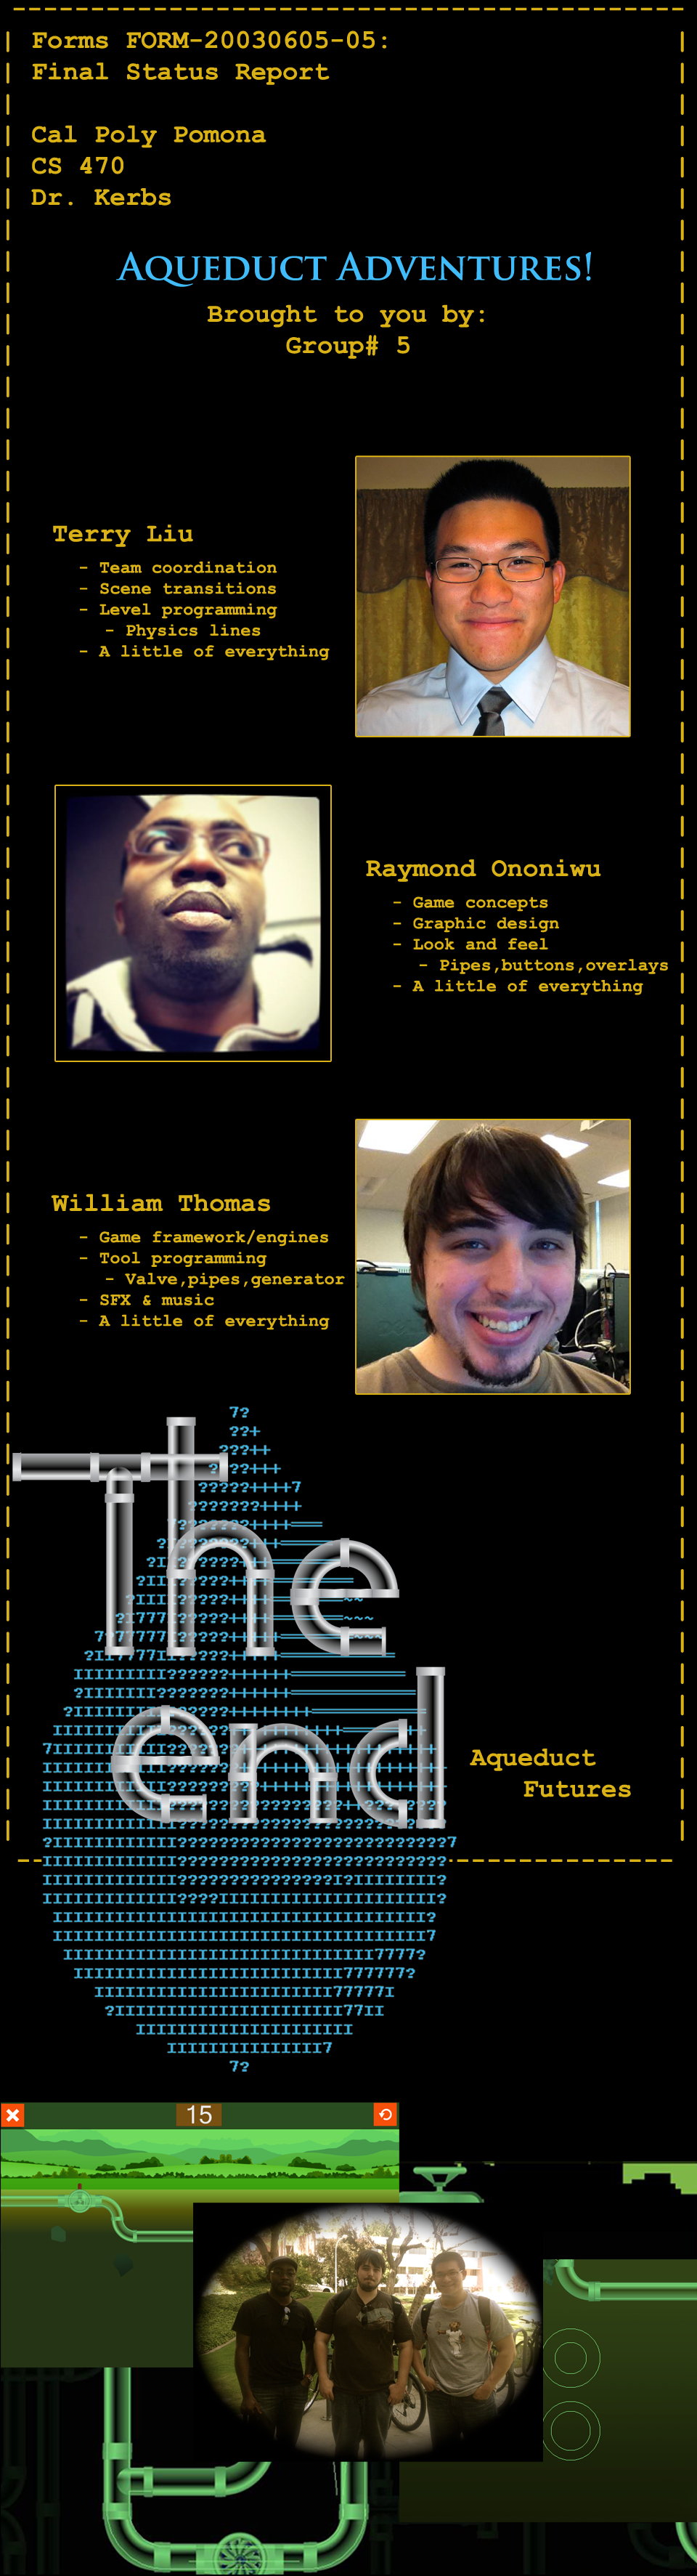 Forms FORM-20030605-05:
Final Status Report
Cal Poly Pomona
CS 470
Dr. Kerbs
AQUEDUCT ADVENTURES!
Brought to you by:
Group# 5
Terry Liu
- Team coordination
- Scene transitions
- Level programming
- Physics lines
- A little of everything
Raymond Ononiwu
- Game concepts
- Graphic design
- Look and feel
- Pipes,buttons,overlays
- A little of everything
William Thomas
- Game framework/engines
- Tool programming
- Valve,pipes,generator
- SFX & music
- A little of everything
The
end
Aqueduct
Futures
15